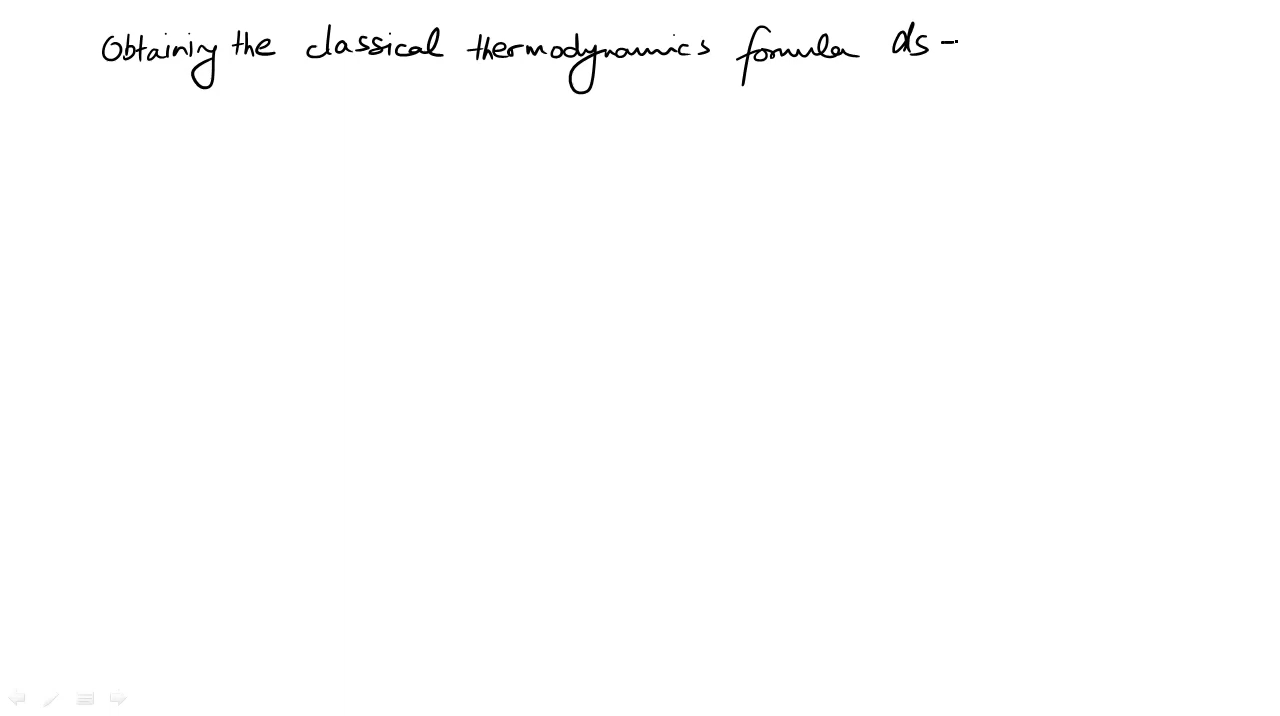 Obtaining the classical thermodynamics formula ds -